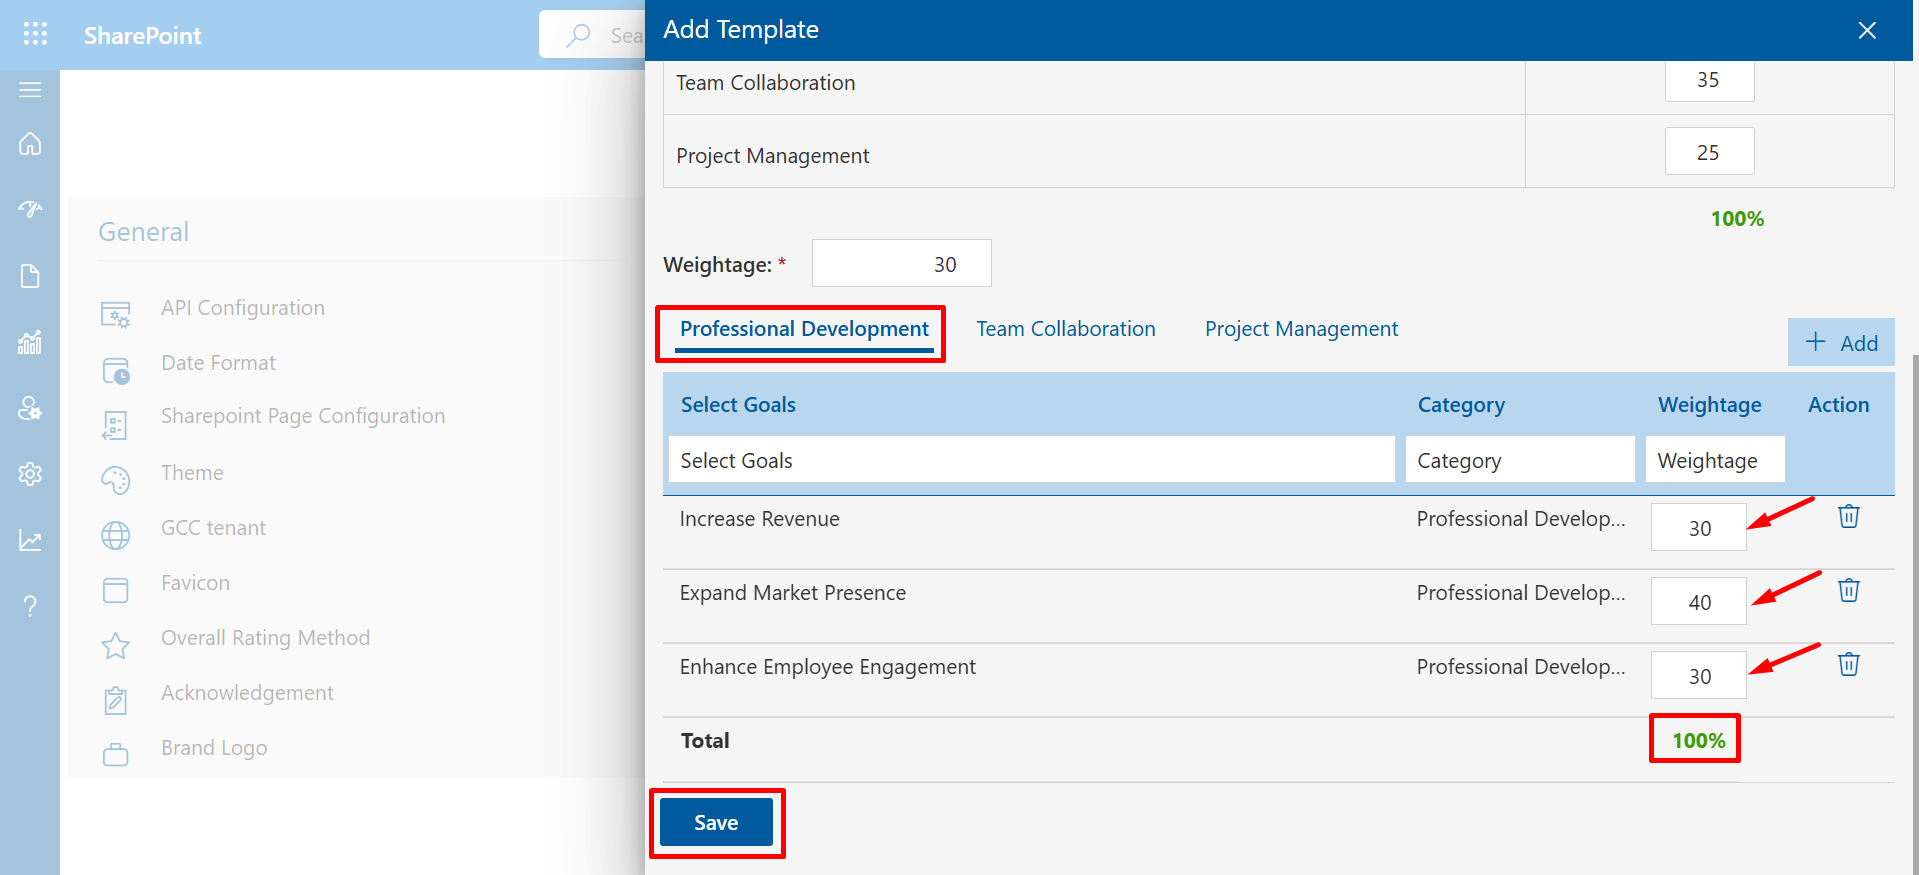 SharePoint
Sea
Add Template
Team Collaboration 35
Project Management 25
100%
Weightage: * 30
Professional Development Team Collaboration Project Management
+ Add
Select Goals Category Weightage Action
Select Goals Category Weightage
Increase Revenue Professional Develop... 30
Expand Market Presence Professional Develop... 40
Enhance Employee Engagement Professional Develop... 30
Total 100%
Save
General
API Configuration
Date Format
Sharepoint Page Configuration
Theme
GCC tenant
Favicon
Overall Rating Method
Acknowledgement
Brand Logo